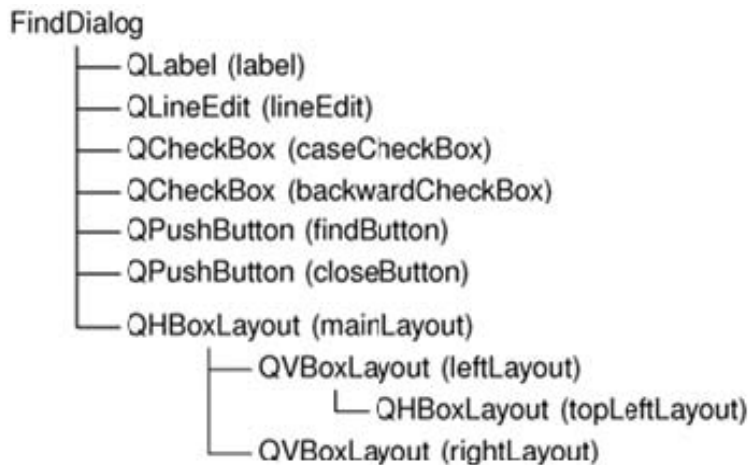 FindDialog
QLabel (label)
QLineEdit (lineEdit)
QCheckBox (caseCheckBox)
QCheckBox (backwardCheckBox)
QPushButton (findButton)
QPushButton (closeButton)
QHBoxLayout (mainLayout)
QVBoxLayout (leftLayout)
QHBoxLayout (topLeftLayout)
QVBoxLayout (rightLayout)